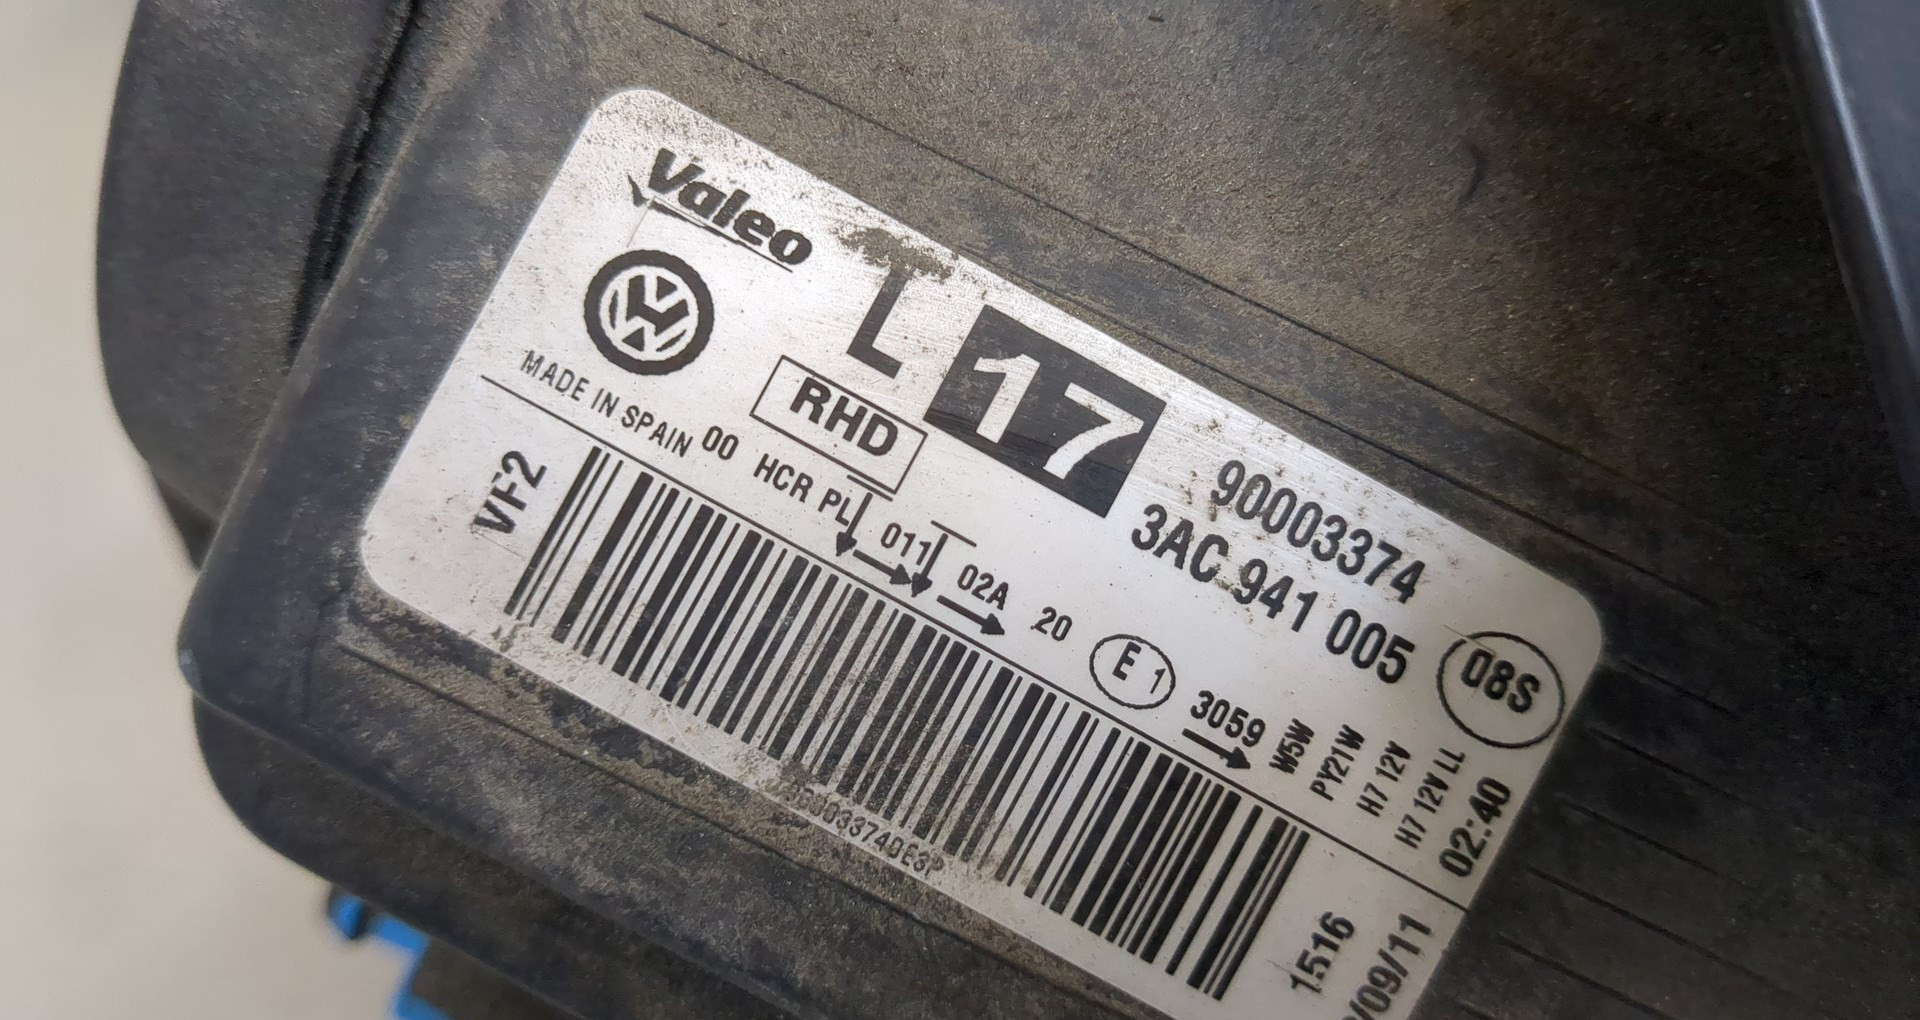 Valeo
L 17
RHD
90003374
3AC 941 005
08S
MADE IN SPAIN 00 HCR PL 011 02A 20 E1 3059
W5W
PY21W
H7 12V
H7 12V LL
02:40
VF2
1516
/09/11